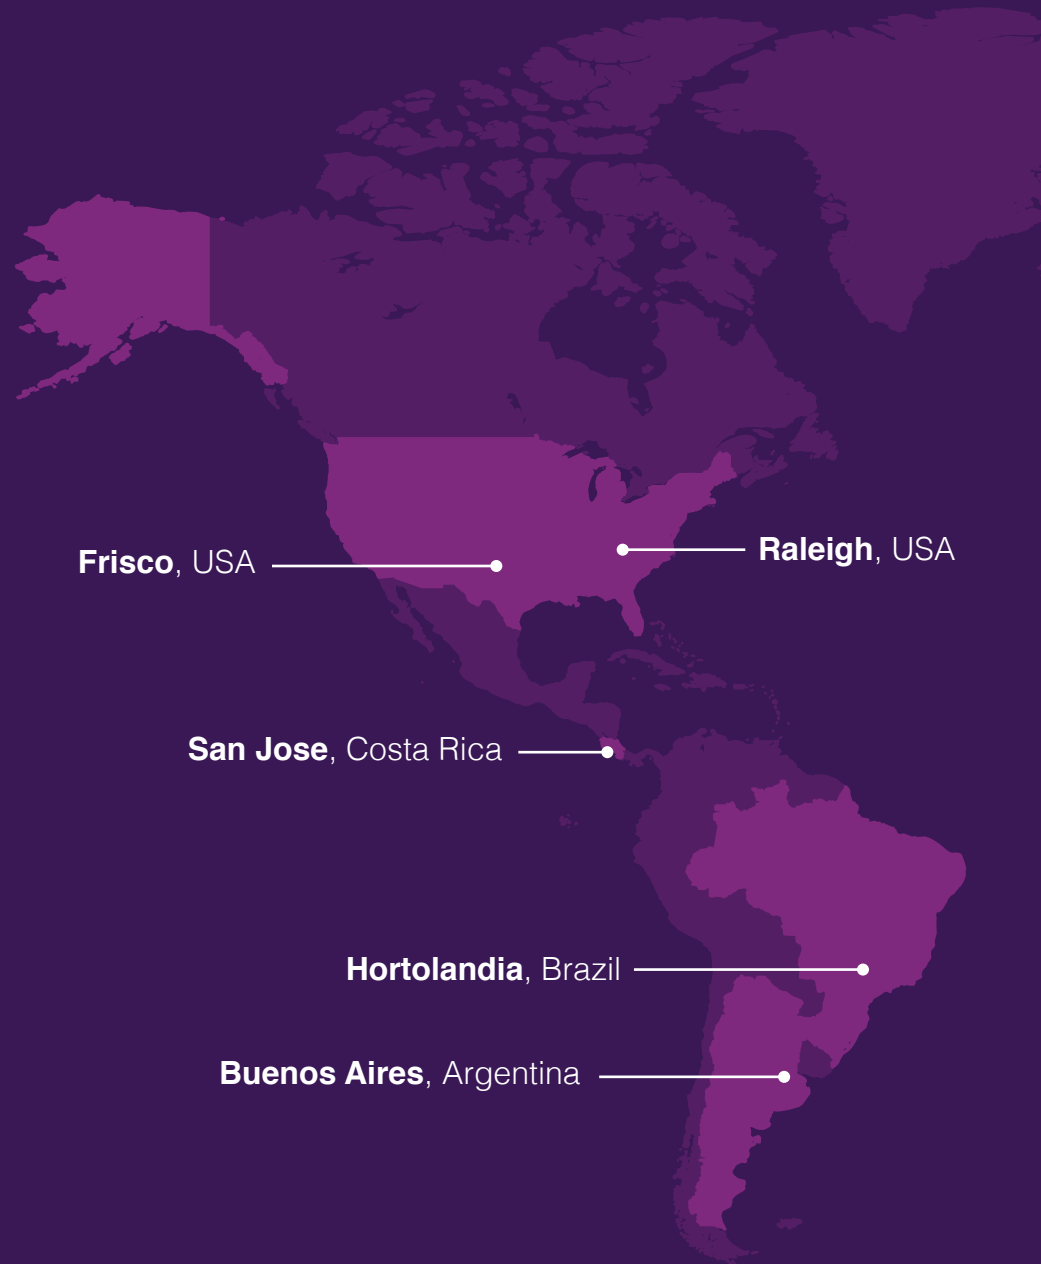 Frisco, USA
Raleigh, USA
San Jose, Costa Rica
Hortolandia, Brazil
Buenos Aires, Argentina